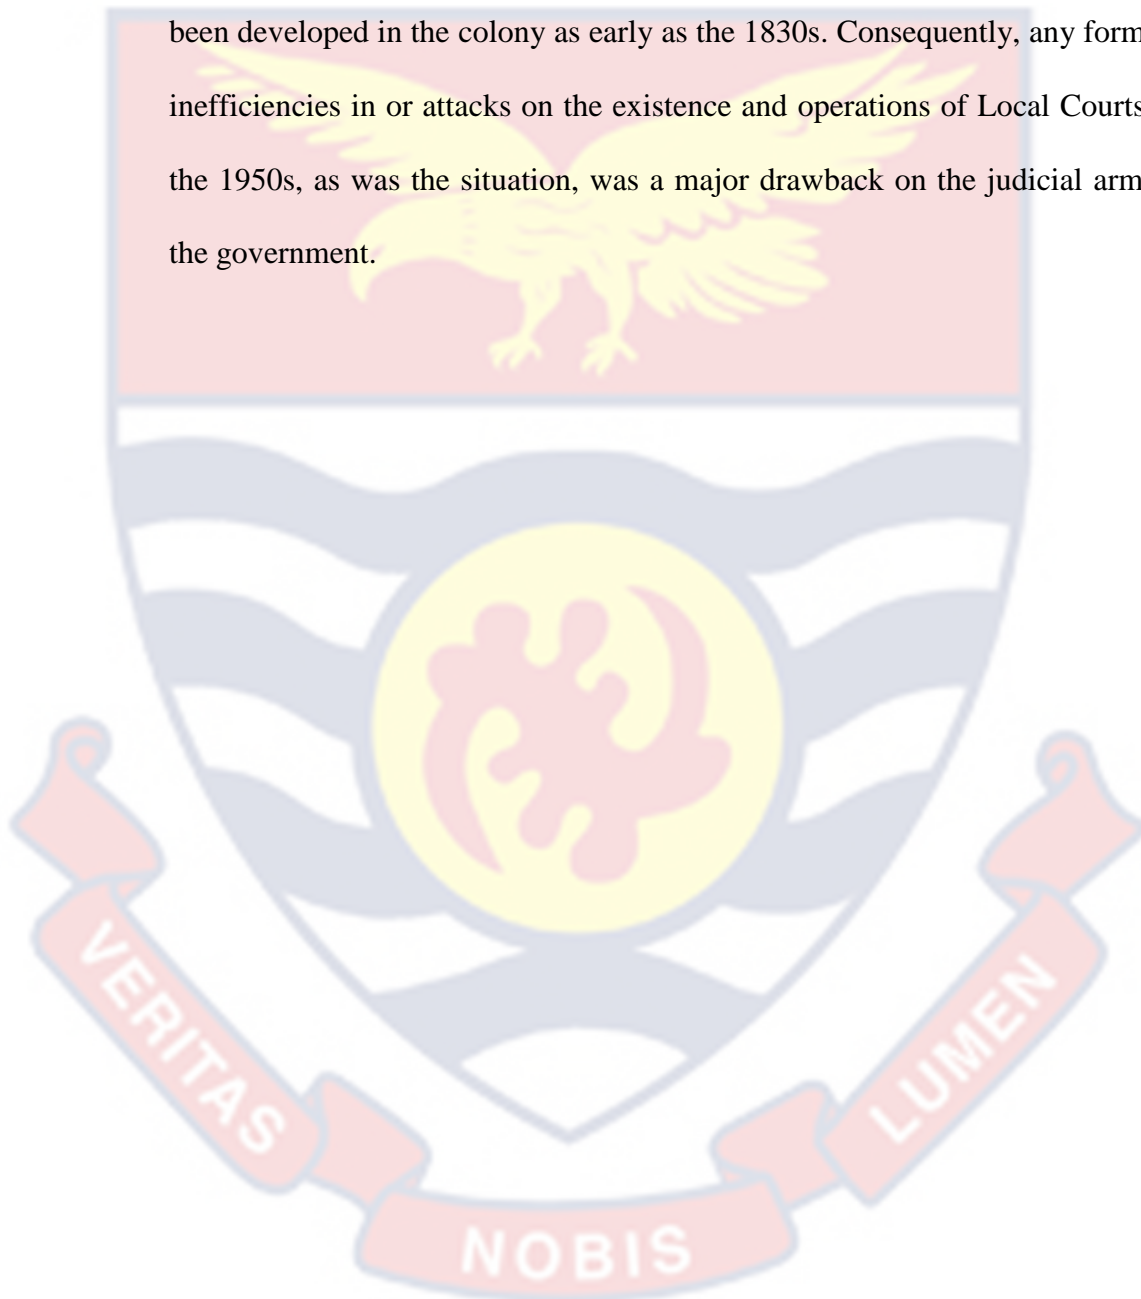 been developed in the colony as early as the 1830s. Consequently, any form
inefficiencies in or attacks on the existence and operations of Local Courts
the 1950s, as was the situation, was a major drawback on the judicial arm
the government.
VERITAS
NOBIS
LUMEN